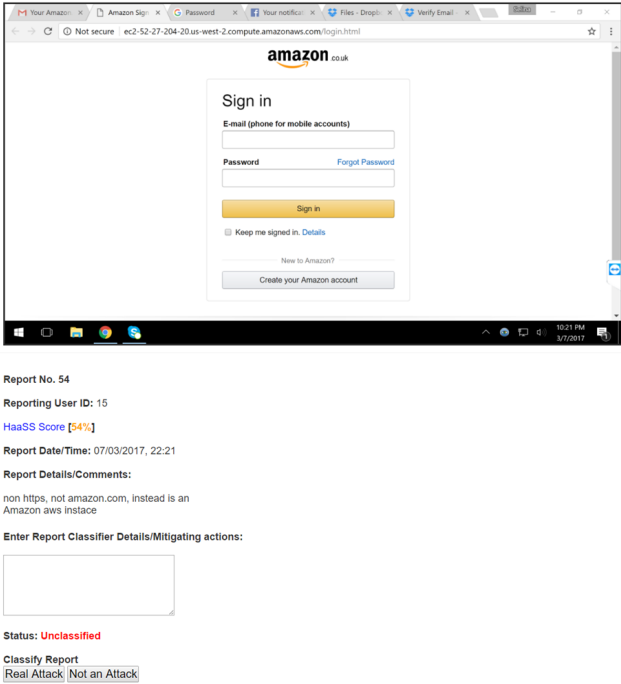 Your Amazon
Amazon Sign
Password
Your notificat
Files - Dropb
Verify Email -
Not secure | ec2-52-27-204-20.us-west-2.compute.amazonaws.com/login.html
amazon.co.uk
Sign in
E-mail (phone for mobile accounts)
Password Forgot Password
Sign in
Keep me signed in. Details
New to Amazon?
Create your Amazon account
10:21 PM
3/7/2017
Report No. 54
Reporting User ID: 15
HaaSS Score [54%]
Report Date/Time: 07/03/2017, 22:21
Report Details/Comments:
non https, not amazon.com, instead is an
Amazon aws instace
Enter Report Classifier Details/Mitigating actions:
Status: Unclassified
Classify Report
Real Attack Not an Attack